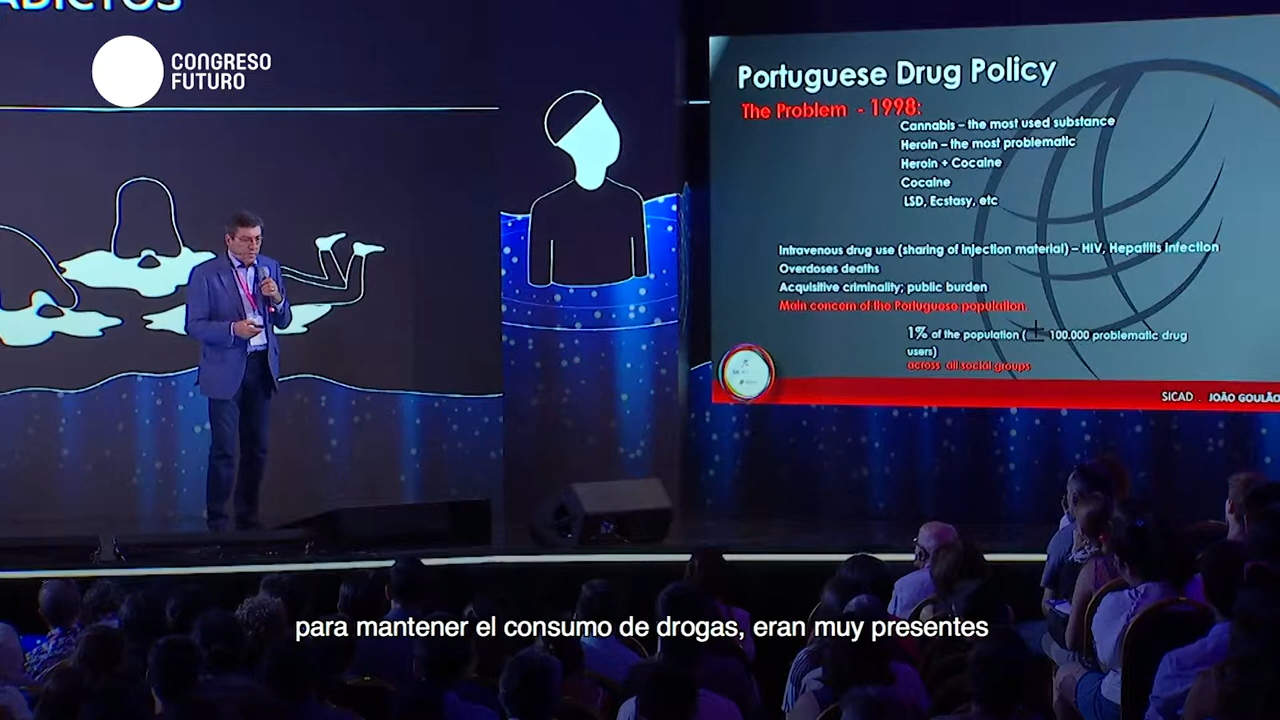 ADICTOS
CONGRESO
FUTURO
Portuguese Drug Policy
The Problem - 1998:
Cannabis – the most used substance
Heroin – the most problematic
Heroin + Cocaine
Cocaine
LSD, Ecstasy, etc
Intravenous drug use (sharing of injection material) – HIV, Hepatitis infection
Overdoses deaths
Acquisitive criminality; public burden
Main concern of the Portuguese population.
1% of the population ( ± 100.000 problematic drug
users)
across all social groups
SICAD . JOÃO GOULÃO
para mantener el consumo de drogas, eran muy presentes